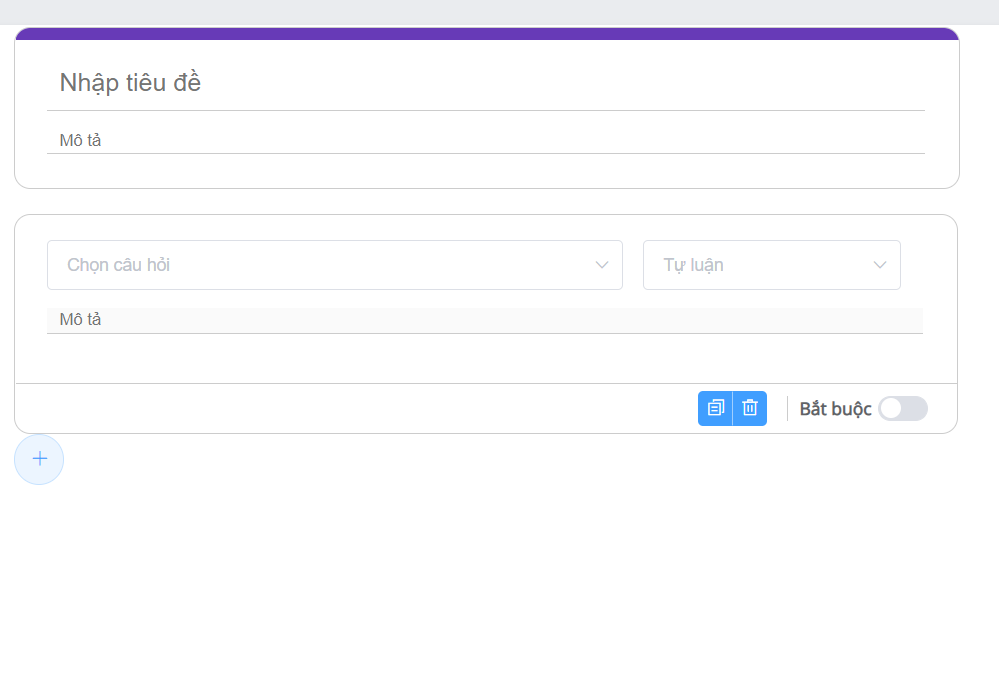 Nhập tiêu đề
Mô tả
Chọn câu hỏi
Tự luận
Mô tả
Bắt buộc